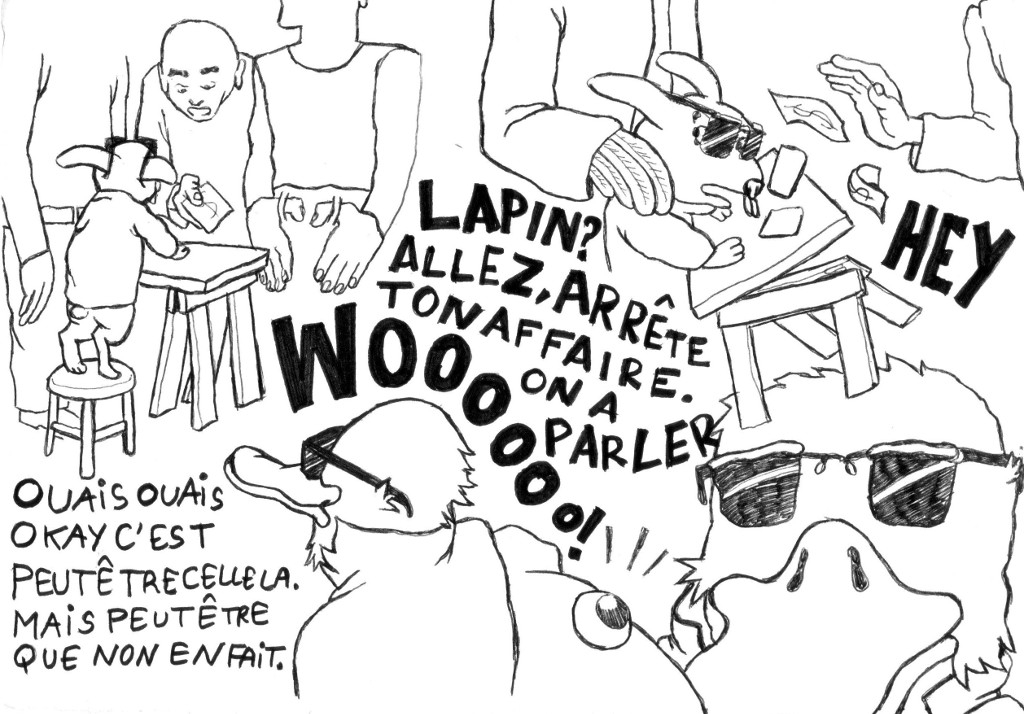 LAPIN?
ALLEZ, ARRÊTE
TON AFFAIRE.
ON A
PARLER
HEY
WOOOOOOO!
OUAIS OUAIS
OKAY C'EST
PEUTÊTRE CELLE LA.
MAIS PEUTÊTRE
QUE NON EN FAIT.